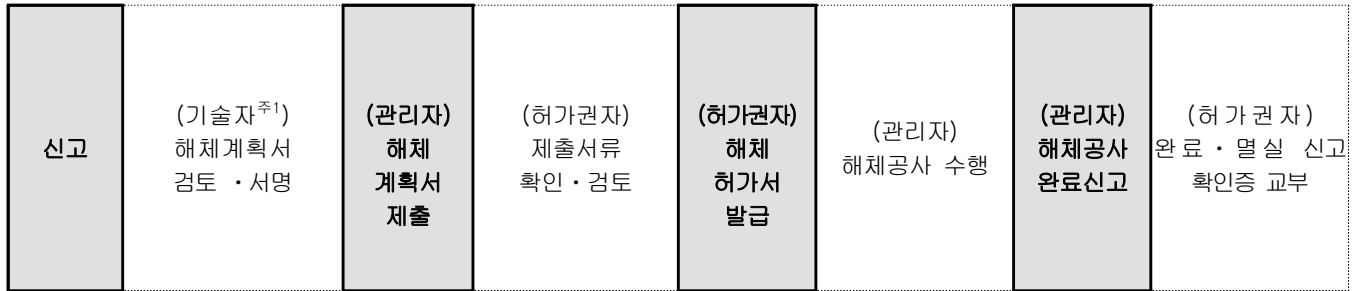 신고
(기술자주1)
해체계획서
검토 ・서명
(관리자)
해체
계획서
제출
(허가권자)
제출서류
확인・검토
(허가권자)
해체
허가서
발급
(관리자)
해체공사 수행
(관리자)
해체공사
완료신고
(허가권자)
완료・멸실 신고
확인증 교부